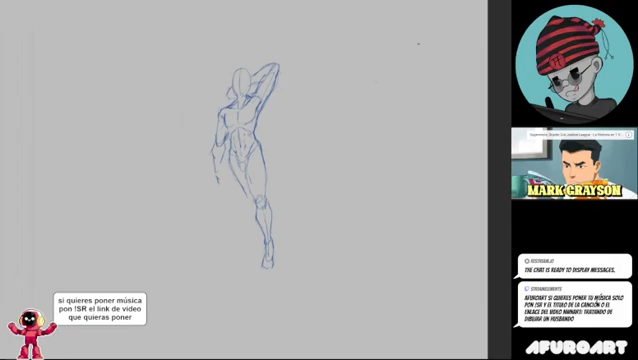 MARK GRAYSON
THE CHAT IS READY TO DISPLAY MESSAGES.
AFUROART SI QUIERES PONER TU MÚSICA SOLO
PON !SR Y EL TITULO DE LA CANCIÓN O EL
ENLACE DEL VIDEO
TRATANDO DE
DIBUJAR UN HUSBANDO
si quieres poner música
pon !SR el link de video
que quieras poner
AFUROART